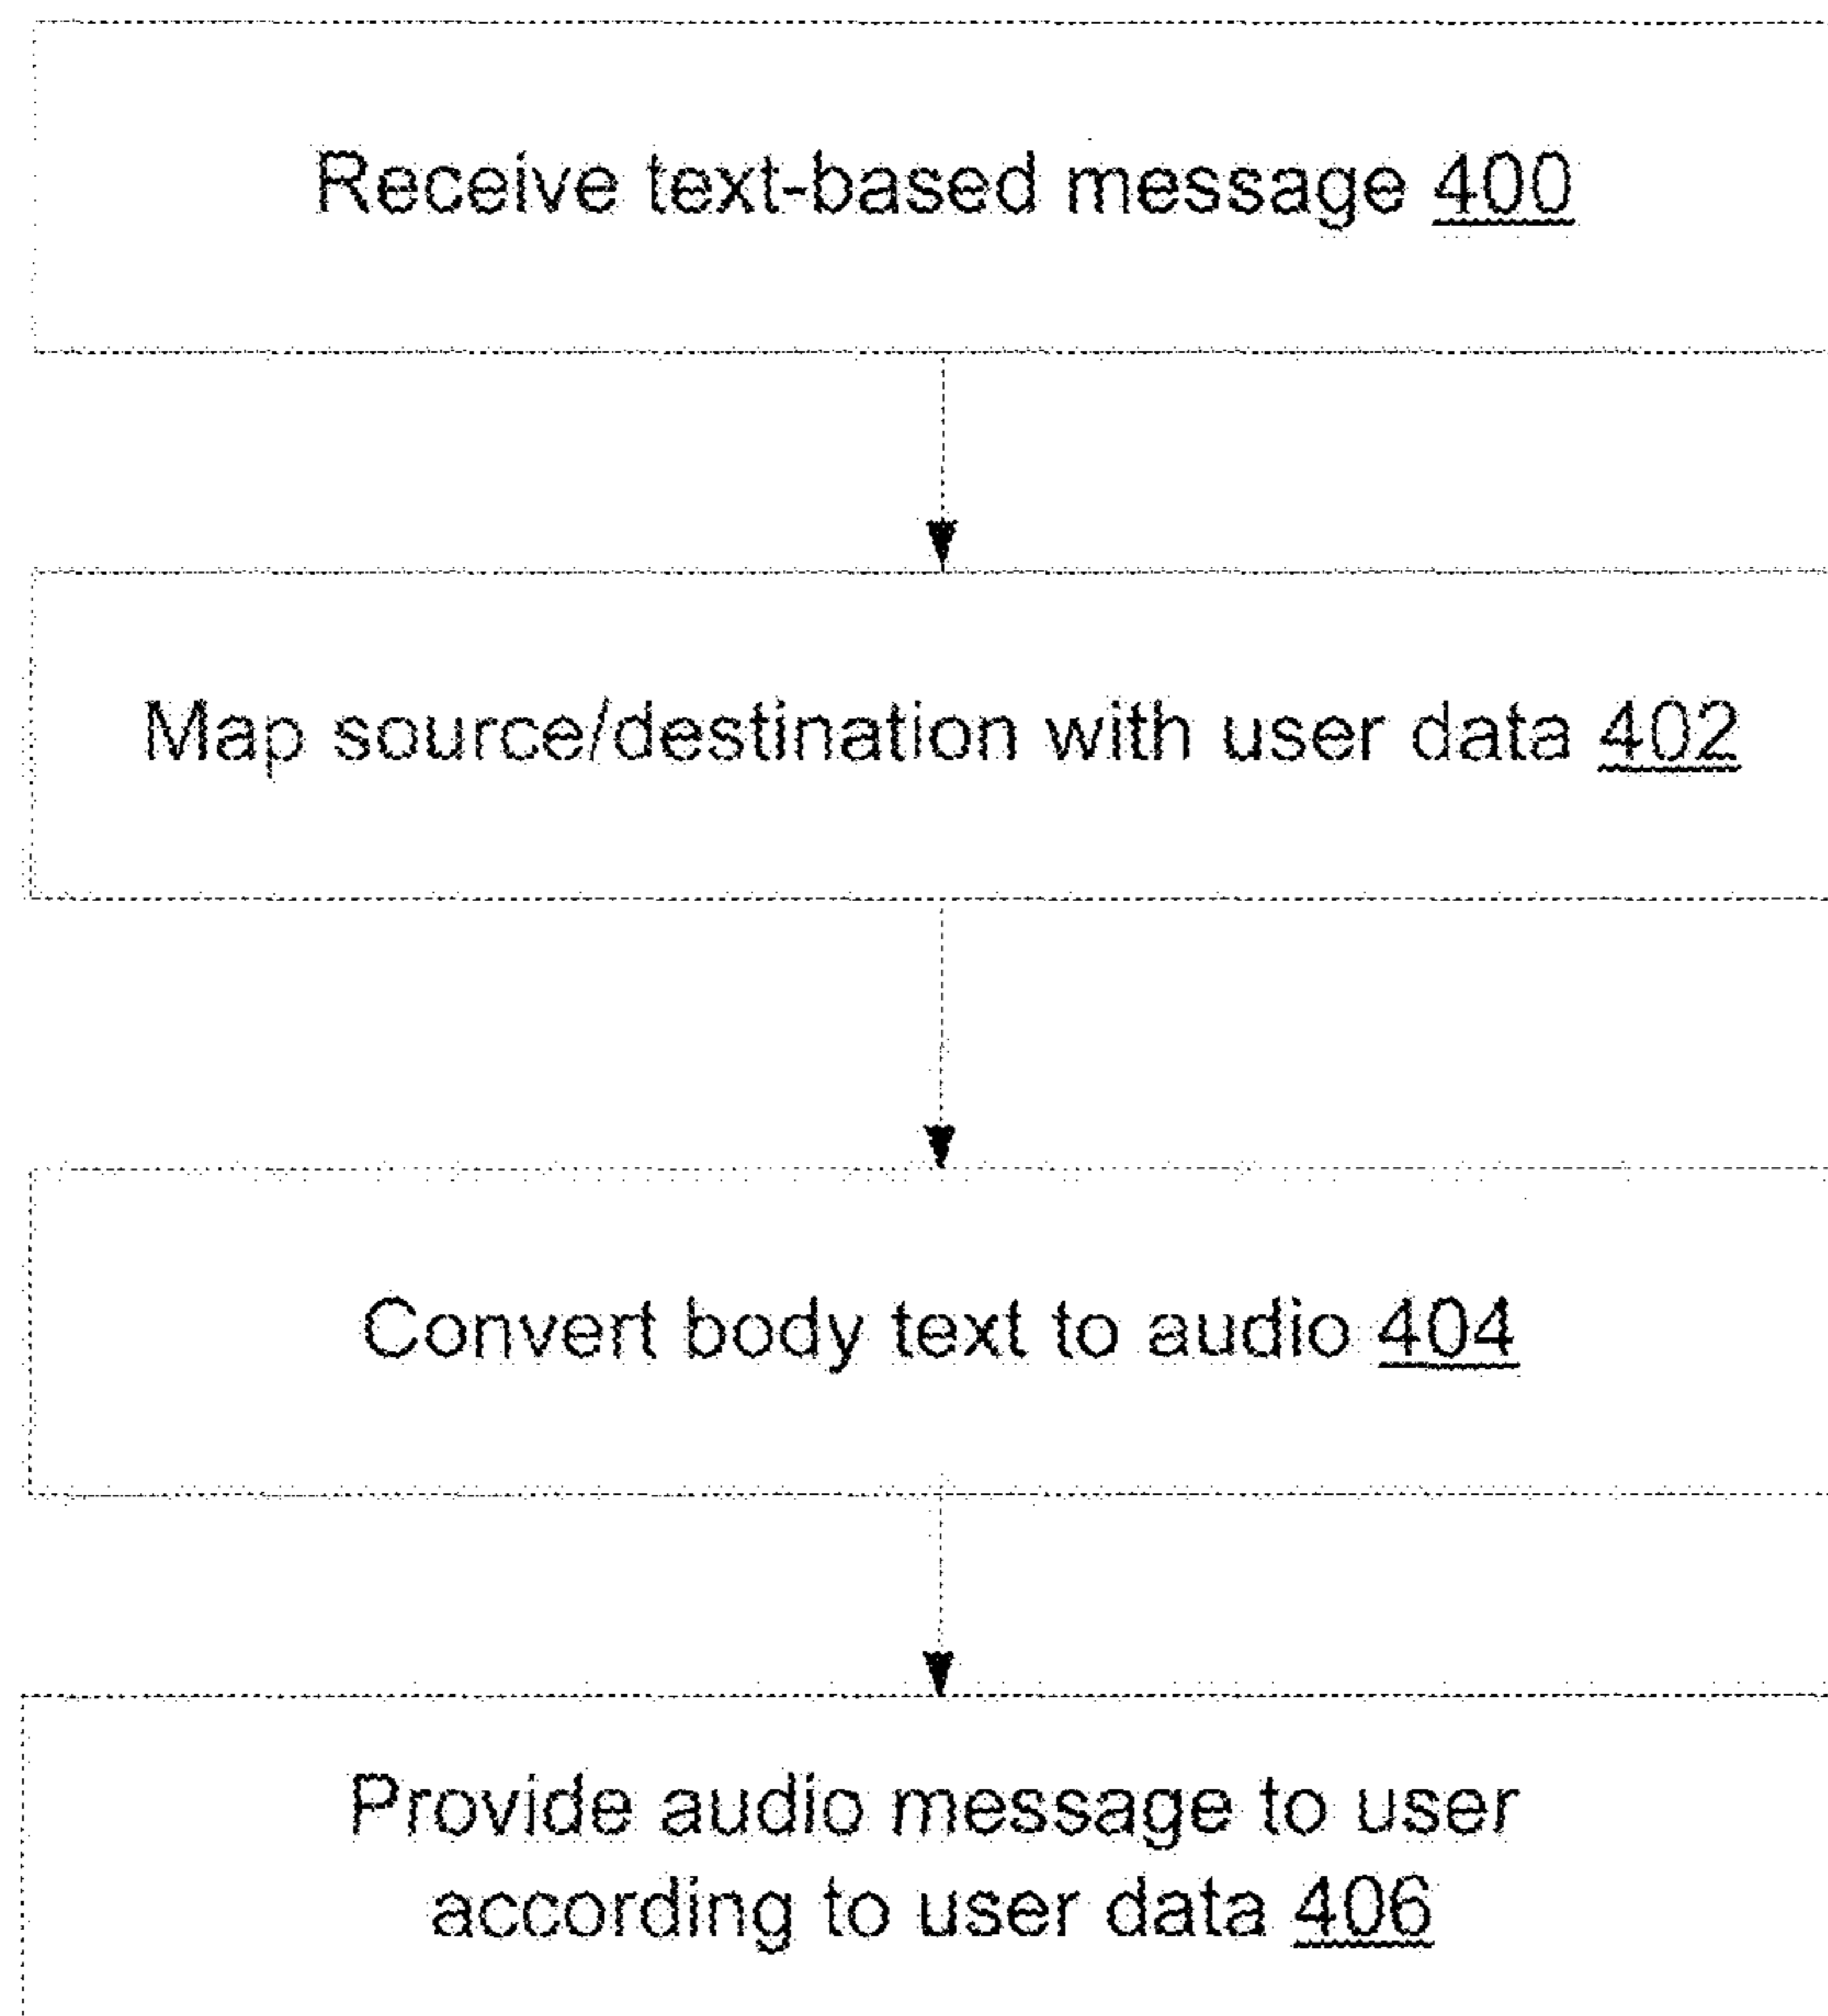 Receive text-based message 400
Map source/destination with user data 402
Convert body text to audio 404
Provide audio message to user
according to user data 406